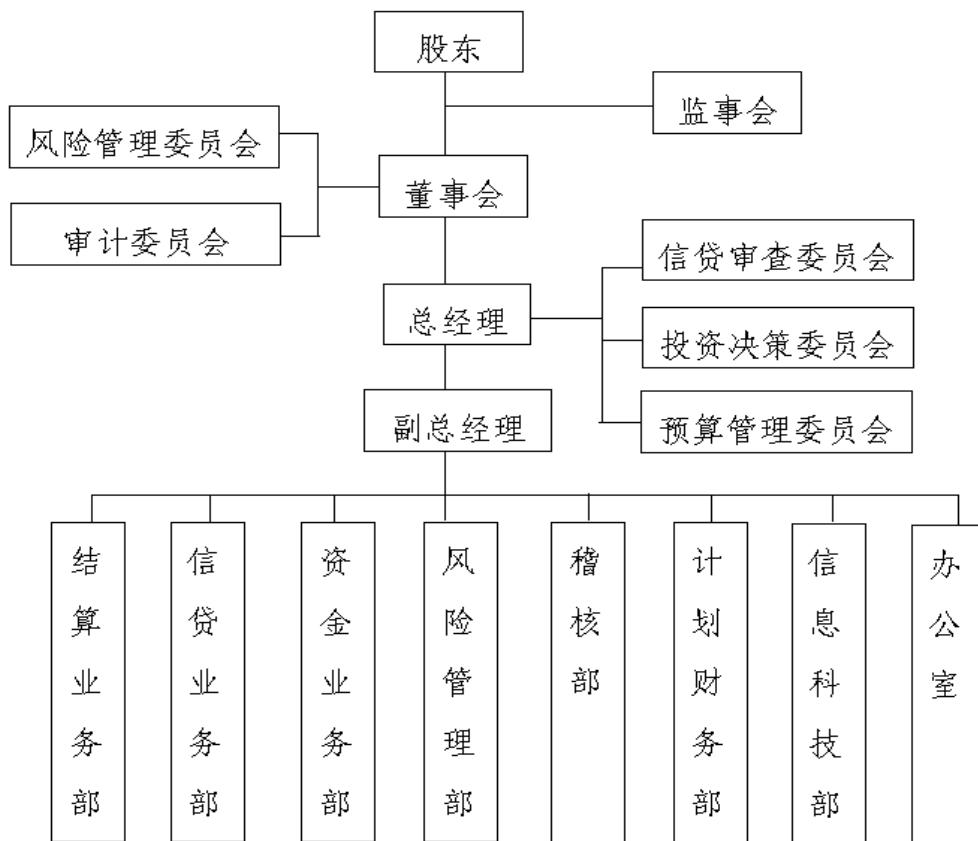 股东
监事会
风险管理委员会
董事会
审计委员会
信贷审查委员会
总经理
投资决策委员会
副总经理
预算管理委员会
结算业务部
信贷业务部
资金业务部
风险管理部
稽核部
计划财务部
信息科技部
办公室